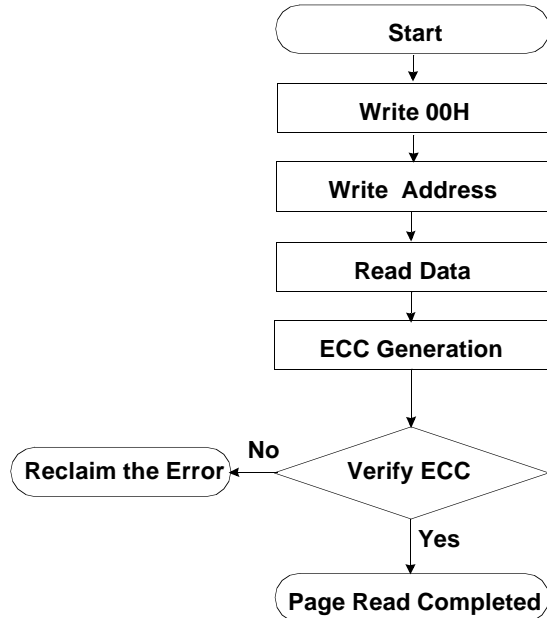 Start
Write 00H
Write Address
Read Data
ECC Generation
No
Reclaim the Error
Verify ECC
Yes
Page Read Completed